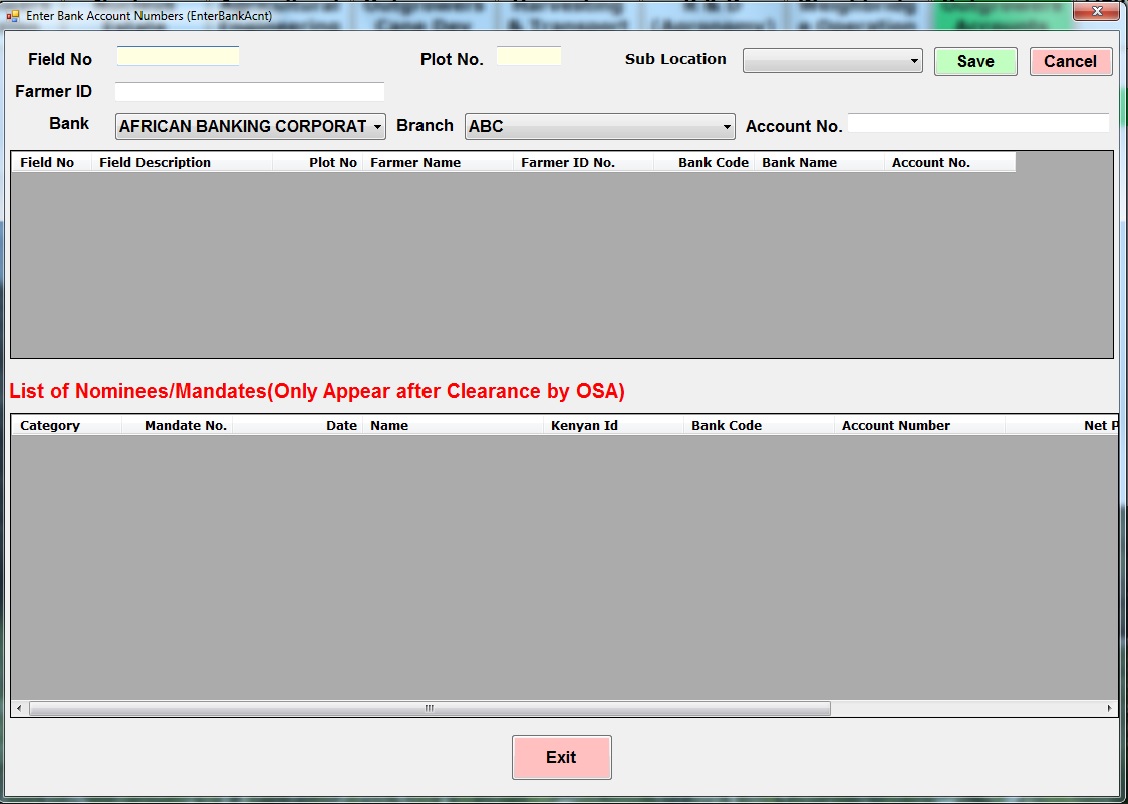 Enter Bank Account Numbers (EnterBankAcnt)
Field No Plot No. Sub Location Save Cancel
Farmer ID
Bank AFRICAN BANKING CORPORAT Branch ABC Account No.
Field No Field Description Plot No Farmer Name Farmer ID No. Bank Code Bank Name Account No.
List of Nominees/Mandates(Only Appear after Clearance by OSA)
Category Mandate No. Date Name Kenyan Id Bank Code Account Number Net P
Exit